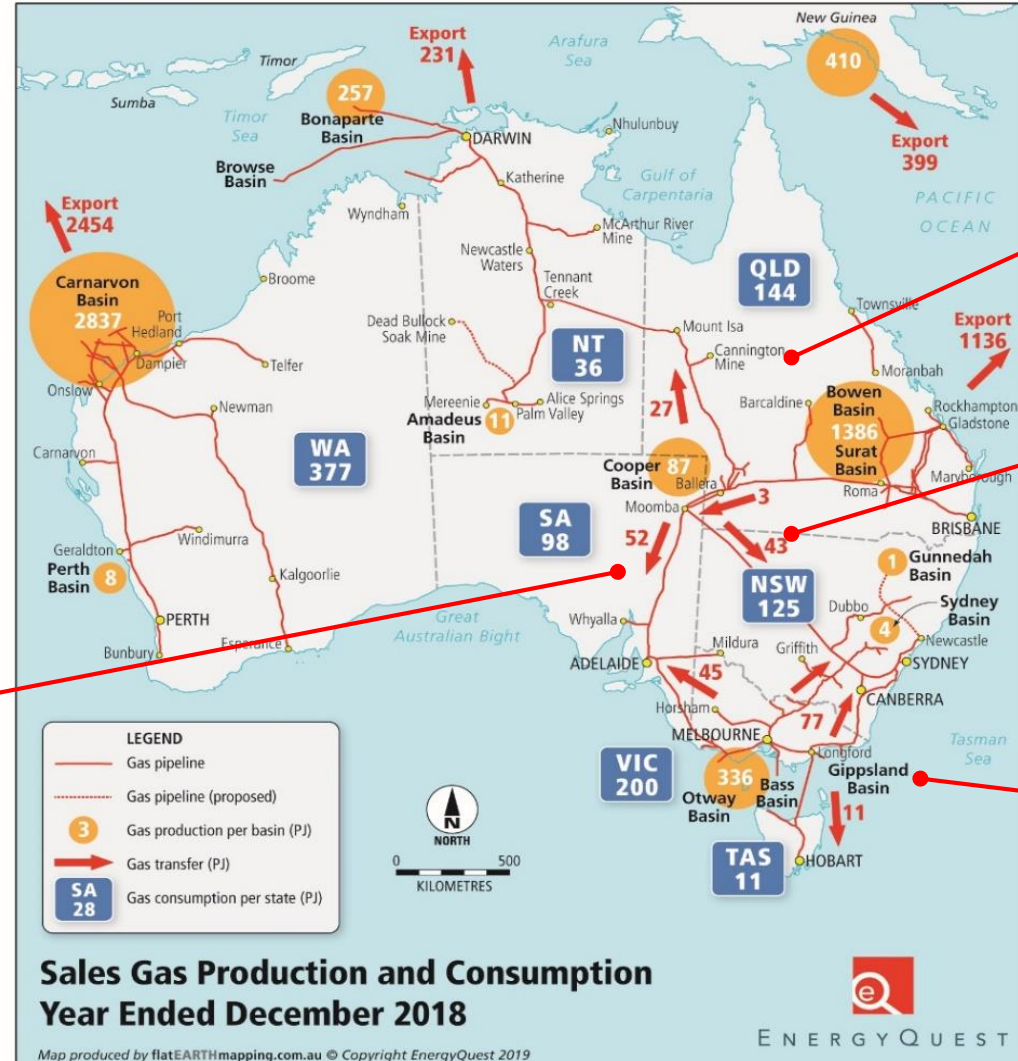 New Guinea
Export
231
Arafura
Sea
410
Timor
Sumba
257
Timor
Sea
Bonaparte
Basin
DARWIN
Nhulunbuy
Export
399
Browse
Basin
Katherine
Gulf of
Carpentaria
PACIFIC
OCEAN
Export
2454
Wyndham
McArthur River
Mine
Newcastle
Waters
Carnarvon
Basin
2837
Broome
QLD
144
Tennant
Creek
Townsville
Port
Hedland
Dampier
Dead Bullock
Soak Mine
Mount Isa
Export
1136
Telfer
NT
36
Cannington
Mine
Moranbah
Onslow
Newman
Mereenie
Alice Springs
Palm Valley
Amadeus
Basin
11
27
Barcaldine
Bowen
Basin
1386
Surat
Basin
Rockhampton
Gladstone
WA
377
Carnarvon
Cooper
Basin
87
Ballera
Maryborough
Roma
Moomba
3
SA
98
52
43
BRISBANE
Geraldton
Windimurra
Perth
Basin
8
1
Gunnedah
Basin
Kalgoorlie
NSW
125
Dubbo
Sydney
Basin
PERTH
Great
Australian Bight
Whyalla
4
Newcastle
Bunbury
Esperance
Mildura
Griffith
ADELAIDE
45
SYDNEY
Horsham
77
CANBERRA
MELBOURNE
Longford
Tasman
Sea
VIC
200
336
Otway
Basin
Bass
Basin
Gippsland
Basin
11
TAS
11
HOBART
LEGEND
Gas pipeline
Gas pipeline (proposed)
3
Gas production per basin (PJ)
Gas transfer (PJ)
SA
28
Gas consumption per state (PJ)
N
NORTH
0 500
KILOMETRES
Sales Gas Production and Consumption
Year Ended December 2018
Map produced by flatEARTHmapping.com.au © Copyright EnergyQuest 2019
e
ENERGYQUEST